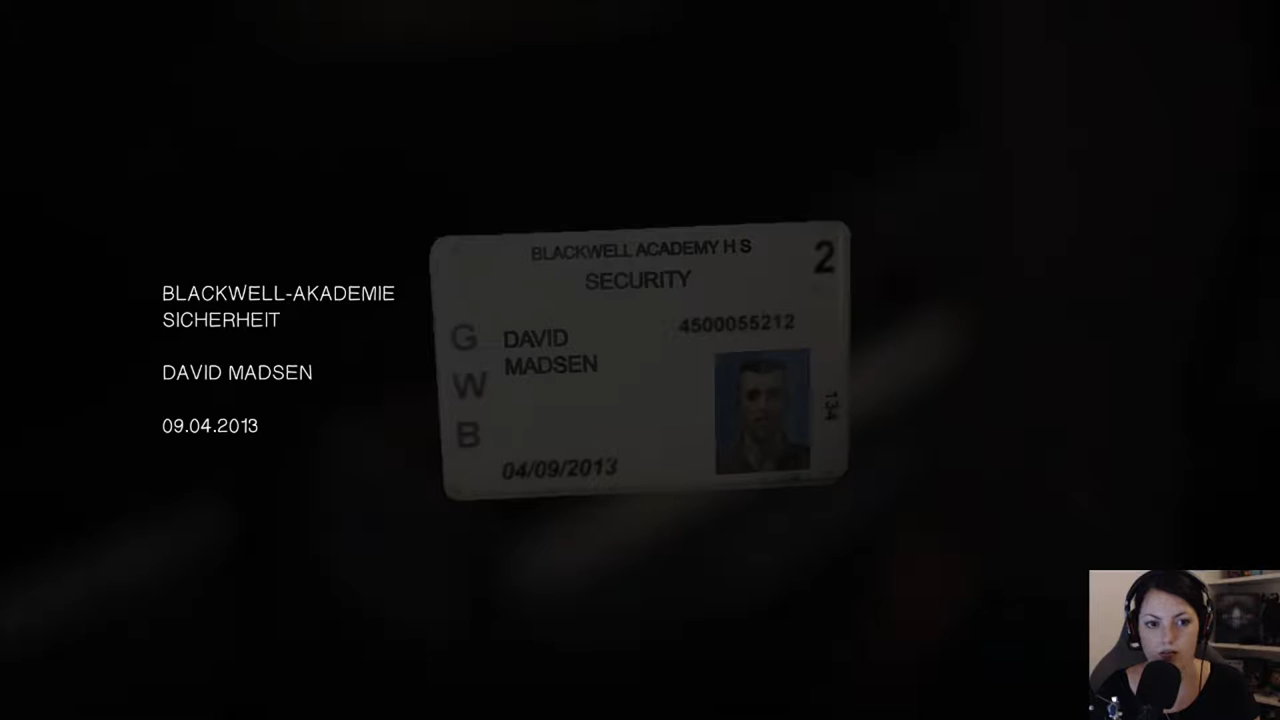 BLACKWELL-AKADEMIE
SICHERHEIT
DAVID MADSEN
09.04.2013
BLACKWELL ACADEMY H S
SECURITY
2
4500055212
G
DAVID
W
MADSEN
B
134
04/09/2013